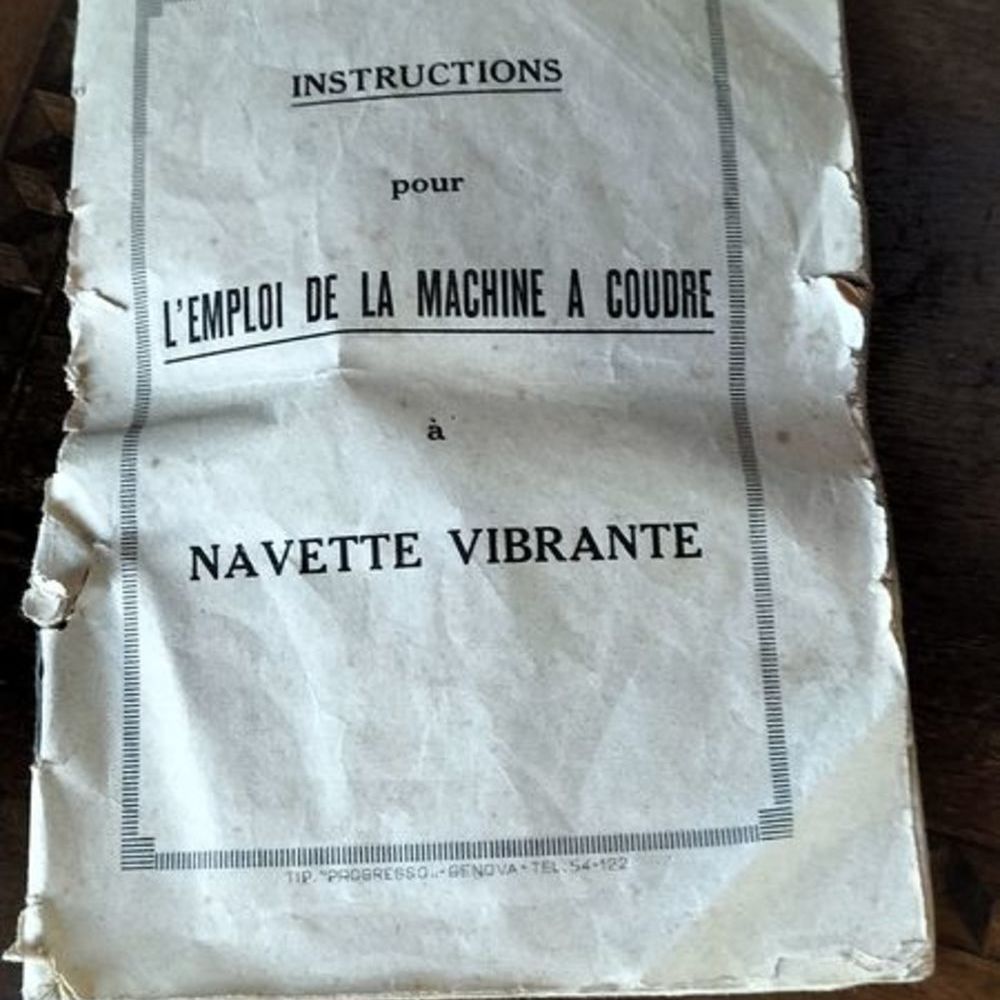 INSTRUCTIONS
pour
L'EMPLOI DE LA MACHINE A COUDRE
à
NAVETTE VIBRANTE
TIP. "PROGRESSO„-GENOVA-TEL. 54-122